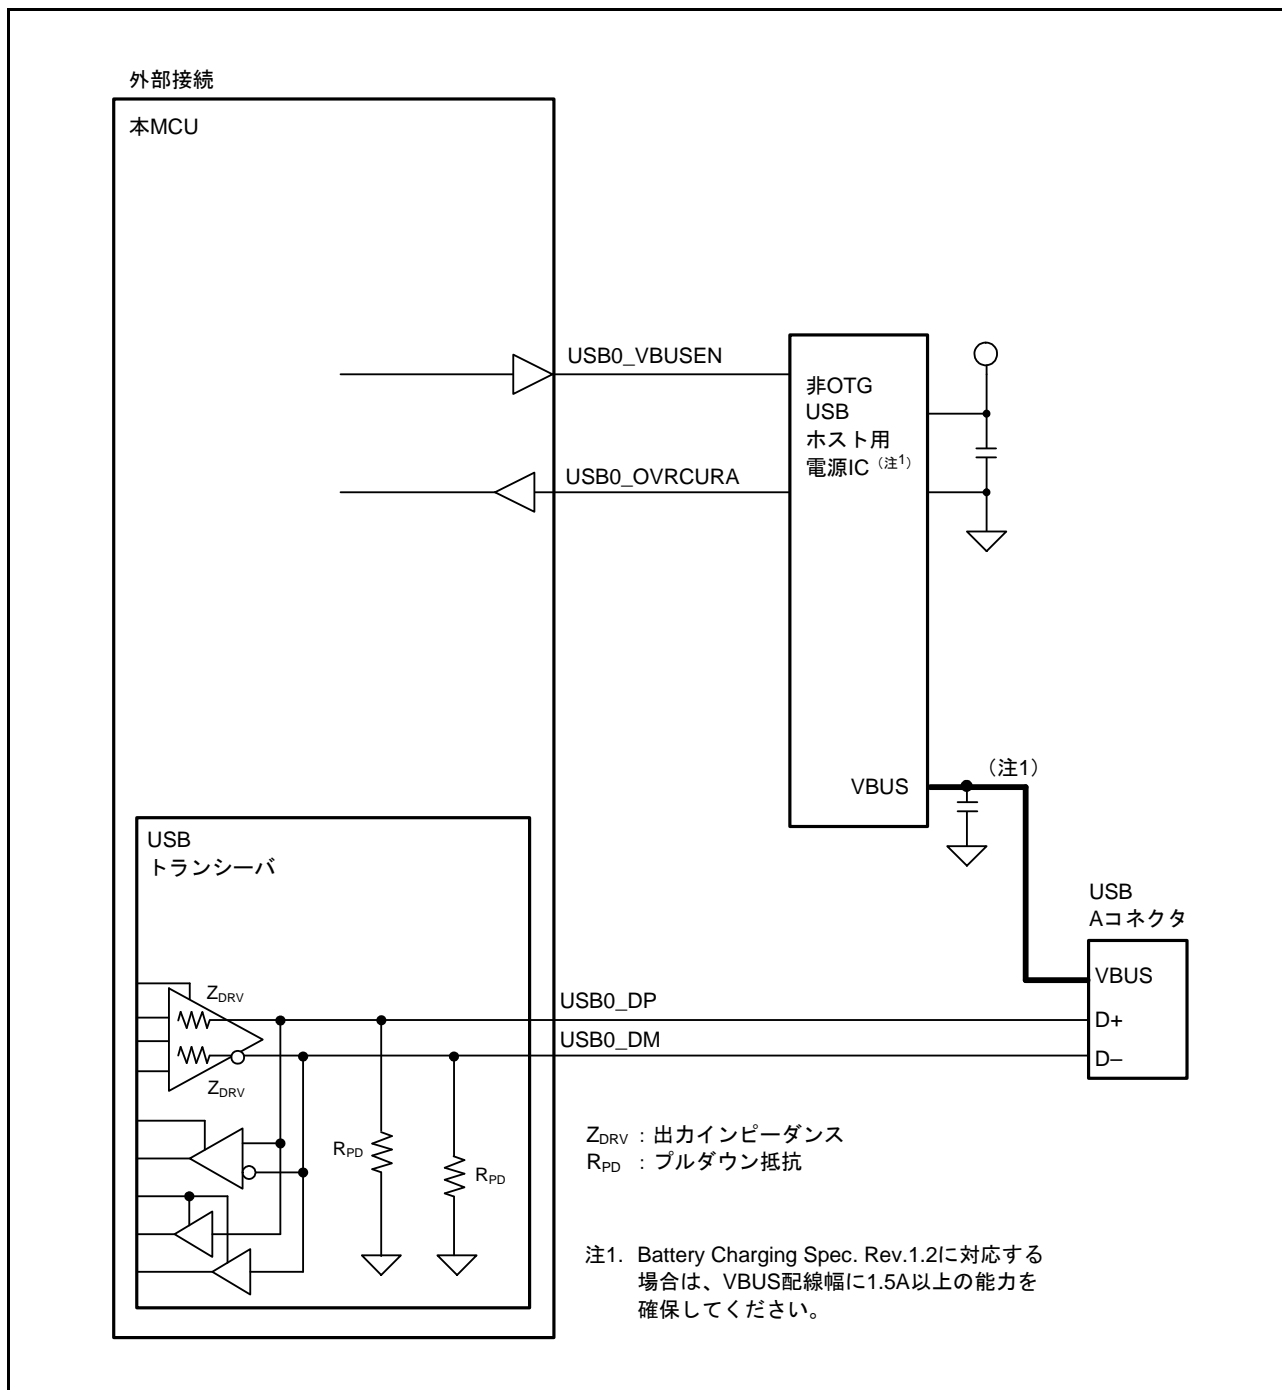 外部接続
本MCU
USB0_VBUSEN
非OTG
USB
ホスト用
電源IC（注1）
USB0_OVRCURA
VBUS
（注1）
USB
トランシーバ
USB
Aコネクタ
VBUS
D+
D–
ZDRV
ZDRV
USB0_DP
USB0_DM
RPD
RPD
ZDRV：出力インピーダンス
RPD：プルダウン抵抗
注1. Battery Charging Spec. Rev.1.2に対応する
場合は、VBUS配線幅に1.5A以上の能力を
確保してください。